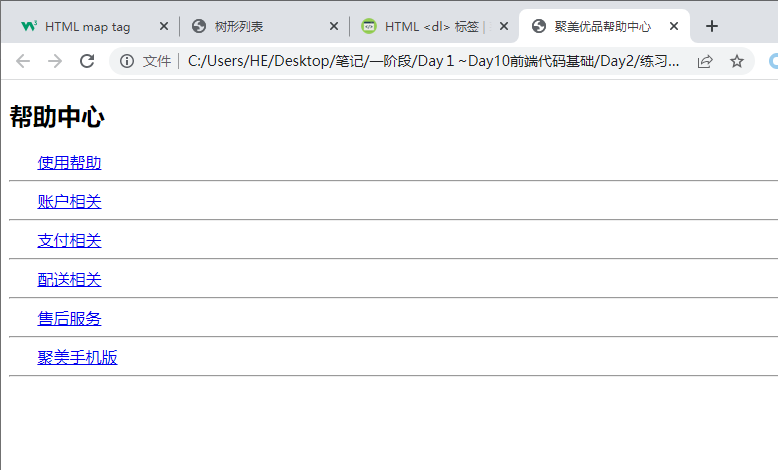 HTML map tag
树形列表
HTML <dl> 标签 |
聚美优品帮助中心
文件 C:/Users/HE/Desktop/笔记/一阶段/Day 1 ~Day10前端代码基础/Day2/练习...
帮助中心
使用帮助
账户相关
支付相关
配送相关
售后服务
聚美手机版